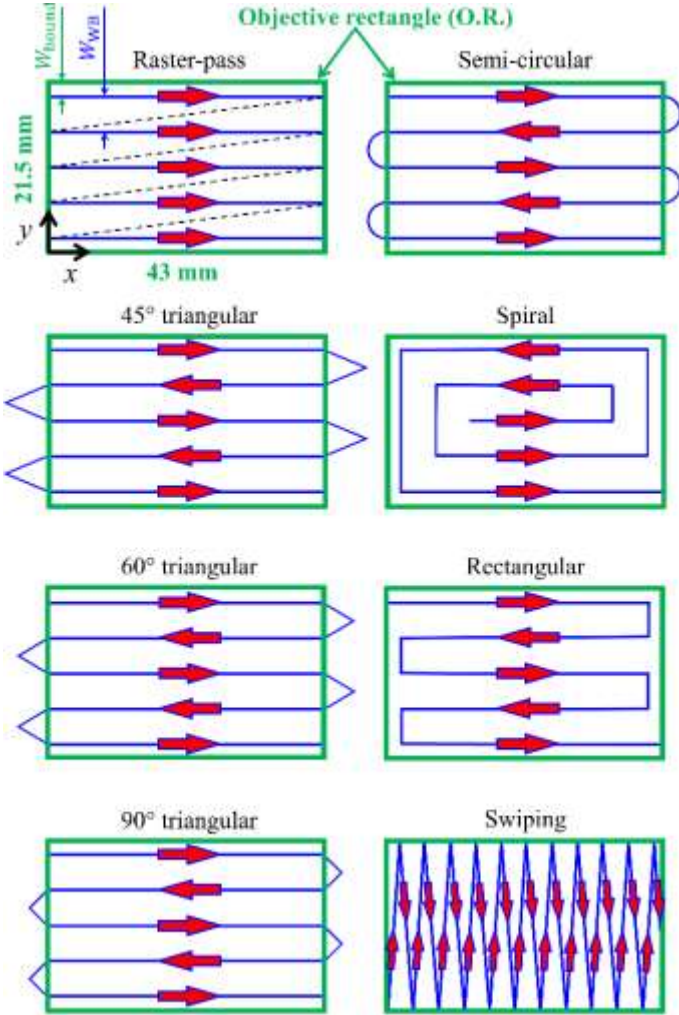 Objective rectangle (O.R.)
W_bound
W_WB
Raster-pass
Semi-circular
21.5 mm
y
x
43 mm
45° triangular
Spiral
60° triangular
Rectangular
90° triangular
Swiping